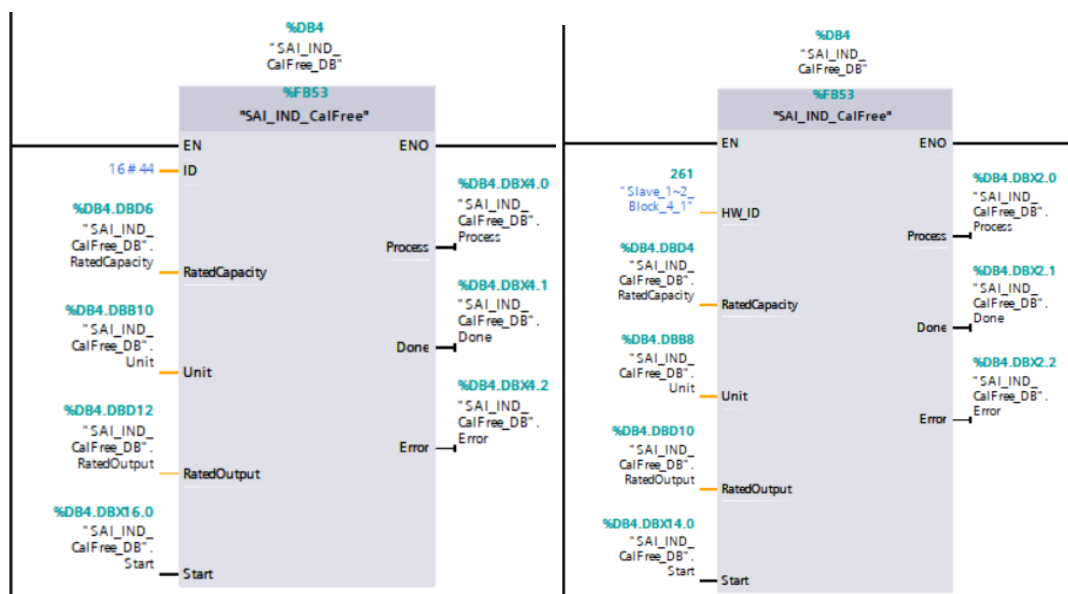 %DB4
"SAI_IND_
CalFree_DB"
%FB53
"SAI_IND_CalFree"
EN
ENO
16#44
ID
%DB4.DBD6
"SAI_IND_
CalFree_DB".
RatedCapacity
RatedCapacity
%DB4.DBB10
"SAI_IND_
CalFree_DB".
Unit
Unit
%DB4.DBD12
"SAI_IND_
CalFree_DB".
RatedOutput
RatedOutput
%DB4.DBX16.0
"SAI_IND_
CalFree_DB".
Start
Start
%DB4.DBX4.0
"SAI_IND_
CalFree_DB".
Process
Process
%DB4.DBX4.1
"SAI_IND_
CalFree_DB".
Done
Done
%DB4.DBX4.2
"SAI_IND_
CalFree_DB".
Error
Error
%DB4
"SAI_IND_
CalFree_DB"
%FB53
"SAI_IND_CalFree"
EN
ENO
261
"Slave_1~2_
Block_4_1"
HW_ID
%DB4.DBD4
"SAI_IND_
CalFree_DB".
RatedCapacity
RatedCapacity
%DB4.DBB8
"SAI_IND_
CalFree_DB".
Unit
Unit
%DB4.DBD10
"SAI_IND_
CalFree_DB".
RatedOutput
RatedOutput
%DB4.DBX14.0
"SAI_IND_
CalFree_DB".
Start
Start
%DB4.DBX2.0
"SAI_IND_
CalFree_DB".
Process
Process
%DB4.DBX2.1
"SAI_IND_
CalFree_DB".
Done
Done
%DB4.DBX2.2
"SAI_IND_
CalFree_DB".
Error
Error